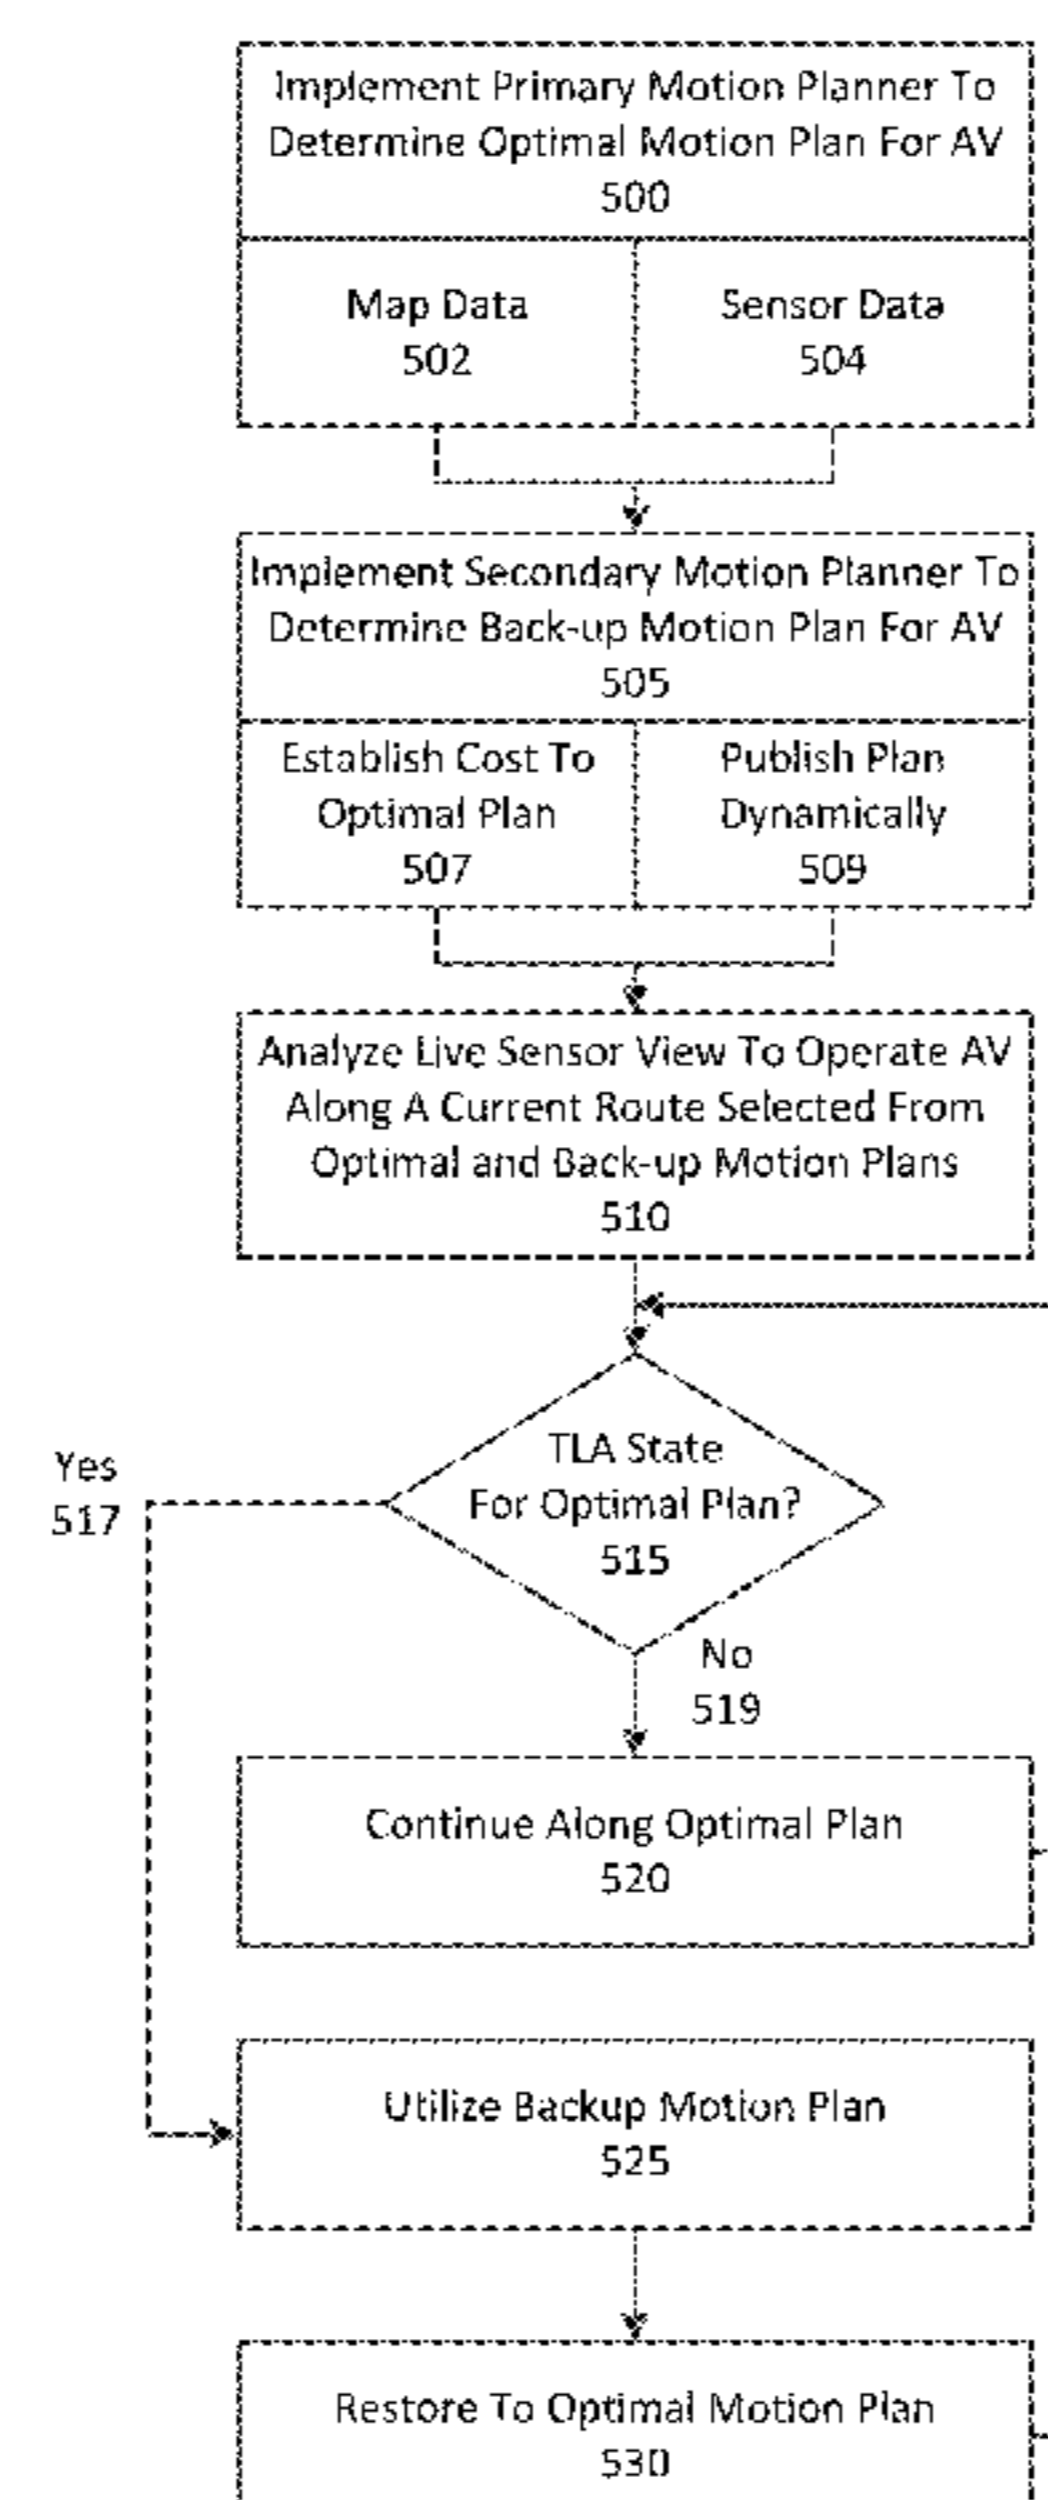 Implement Primary Motion Planner To
Determine Optimal Motion Plan For AV
500
Map Data
502
Sensor Data
504
Implement Secondary Motion Planner To
Determine Back-up Motion Plan For AV
505
Establish Cost To
Optimal Plan
507
Publish Plan
Dynamically
509
Analyze Live Sensor View To Operate AV
Along A Current Route Selected From
Optimal and Back-up Motion Plans
510
TLA State
For Optimal Plan?
515
Yes
517
No
519
Continue Along Optimal Plan
520
Utilize Backup Motion Plan
525
Restore To Optimal Motion Plan
530